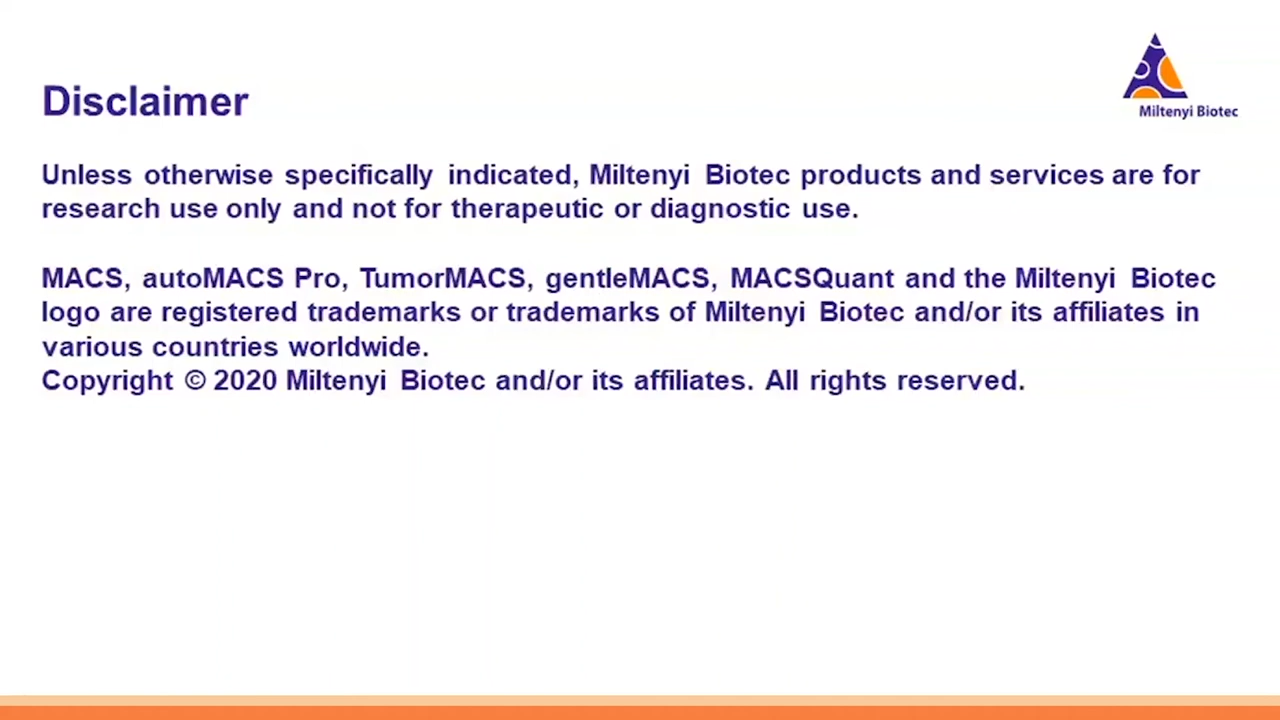 Miltenyi Biotec
Disclaimer
Unless otherwise specifically indicated, Miltenyi Biotec products and services are for
research use only and not for therapeutic or diagnostic use.
MACS, autoMACS Pro, TumorMACS, gentleMACS, MACSQuant and the Miltenyi Biotec
logo are registered trademarks or trademarks of Miltenyi Biotec and/or its affiliates in
various countries worldwide.
Copyright © 2020 Miltenyi Biotec and/or its affiliates. All rights reserved.